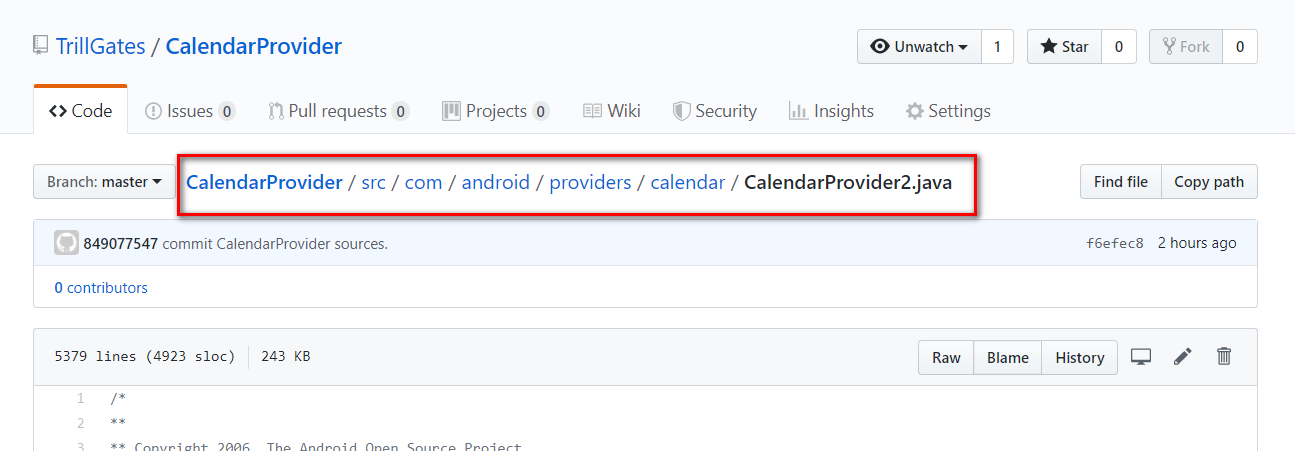 TrillGates / CalendarProvider Unwatch 1 Star 0 Fork 0
Code Issues 0 Pull requests 0 Projects 0 Wiki Security Insights Settings
Branch: master CalendarProvider / src / com / android / providers / calendar / CalendarProvider2.java Find file Copy path
849077547 commit CalendarProvider sources. f6efec8 2 hours ago
0 contributors
5379 lines (4923 sloc) 243 KB Raw Blame History
1 /*
2 **
3 ** Copyright 2006, The Android Open Source Project